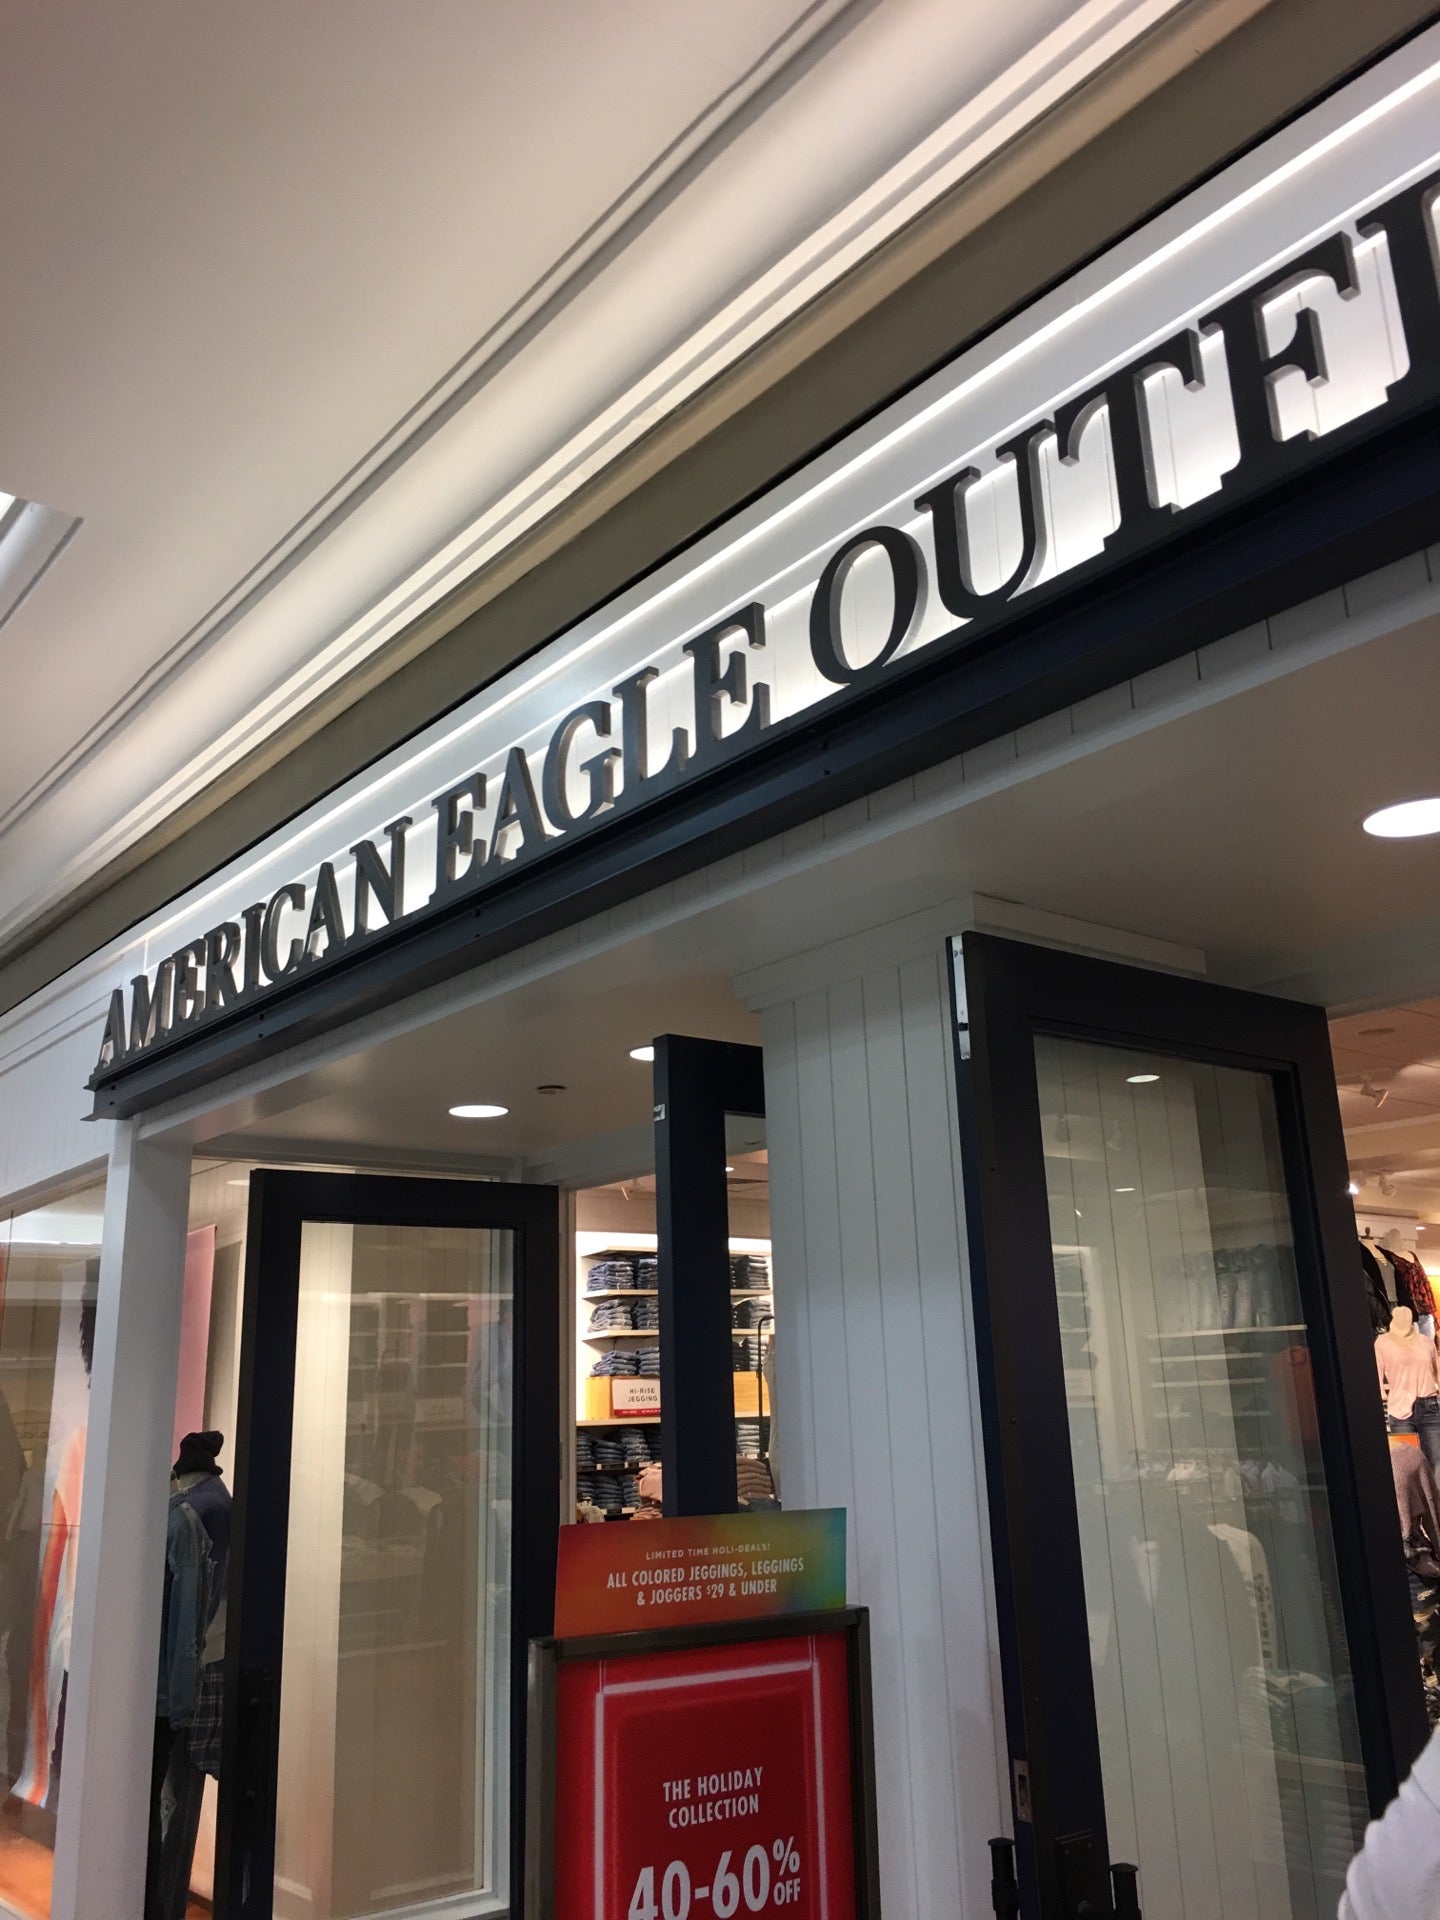 AMERICAN EAGLE OUTFI
HI-RISE
JEGGING
LIMITED TIME HOLI-DEALS!
ALL COLORED JEGGINGS, LEGGINGS
& JOGGERS $29 & UNDER
THE HOLIDAY
COLLECTION
40-60% OFF